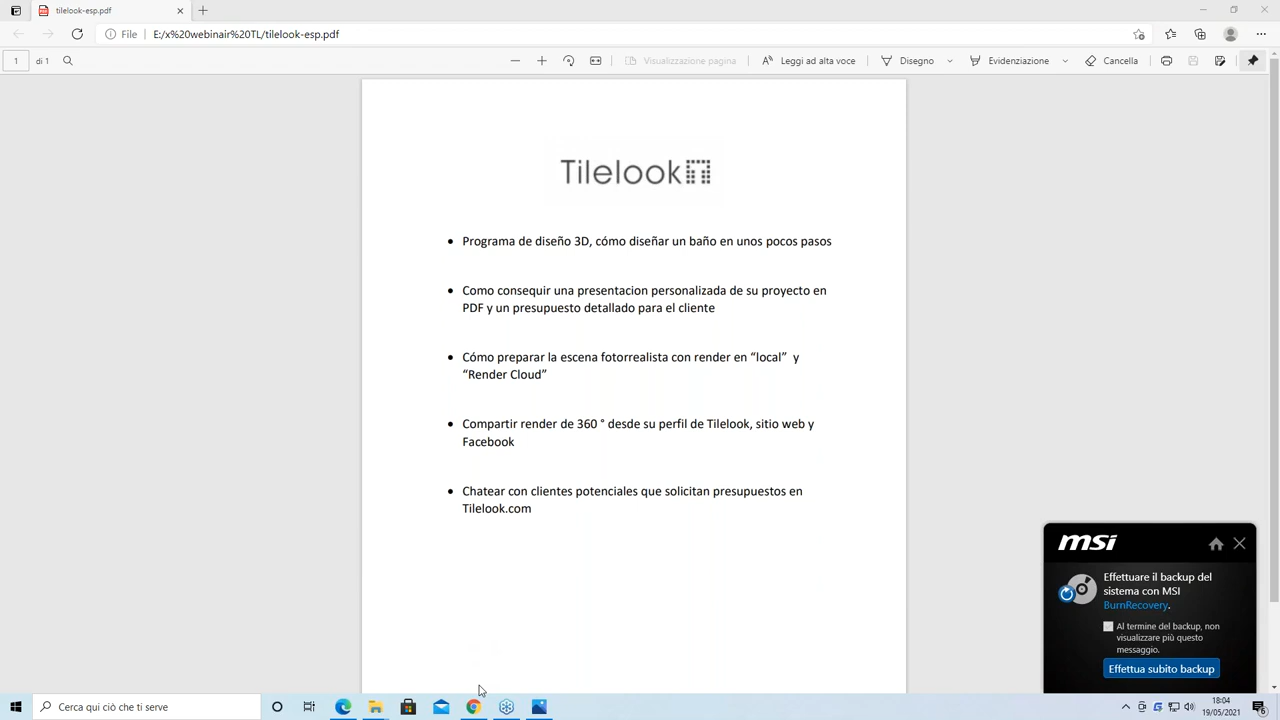 tilelook-esp.pdf
File
E:/x%20webinair%20TL/tilelook-esp.pdf
1 di 1
Visualizzazione pagina
Leggi ad alta voce
Disegno
Evidenziazione
Cancella
Tilelook
• Programa de diseño 3D, cómo diseñar un baño en unos pocos pasos
• Como consequir una presentacion personalizada de su proyecto en
PDF y un presupuesto detallado para el cliente
• Cómo preparar la escena fotorrealista con render en “local” y
“Render Cloud”
• Compartir render de 360 ° desde su perfil de Tilelook, sitio web y
Facebook
• Chatear con clientes potenciales que solicitan presupuestos en
Tilelook.com
msi
Effettuare il backup del
sistema con MSI
BurnRecovery.
Al termine del backup, non
visualizzare più questo
messaggio.
Effettua subito backup
Cerca qui ciò che ti serve
18:04
19/05/2021
6